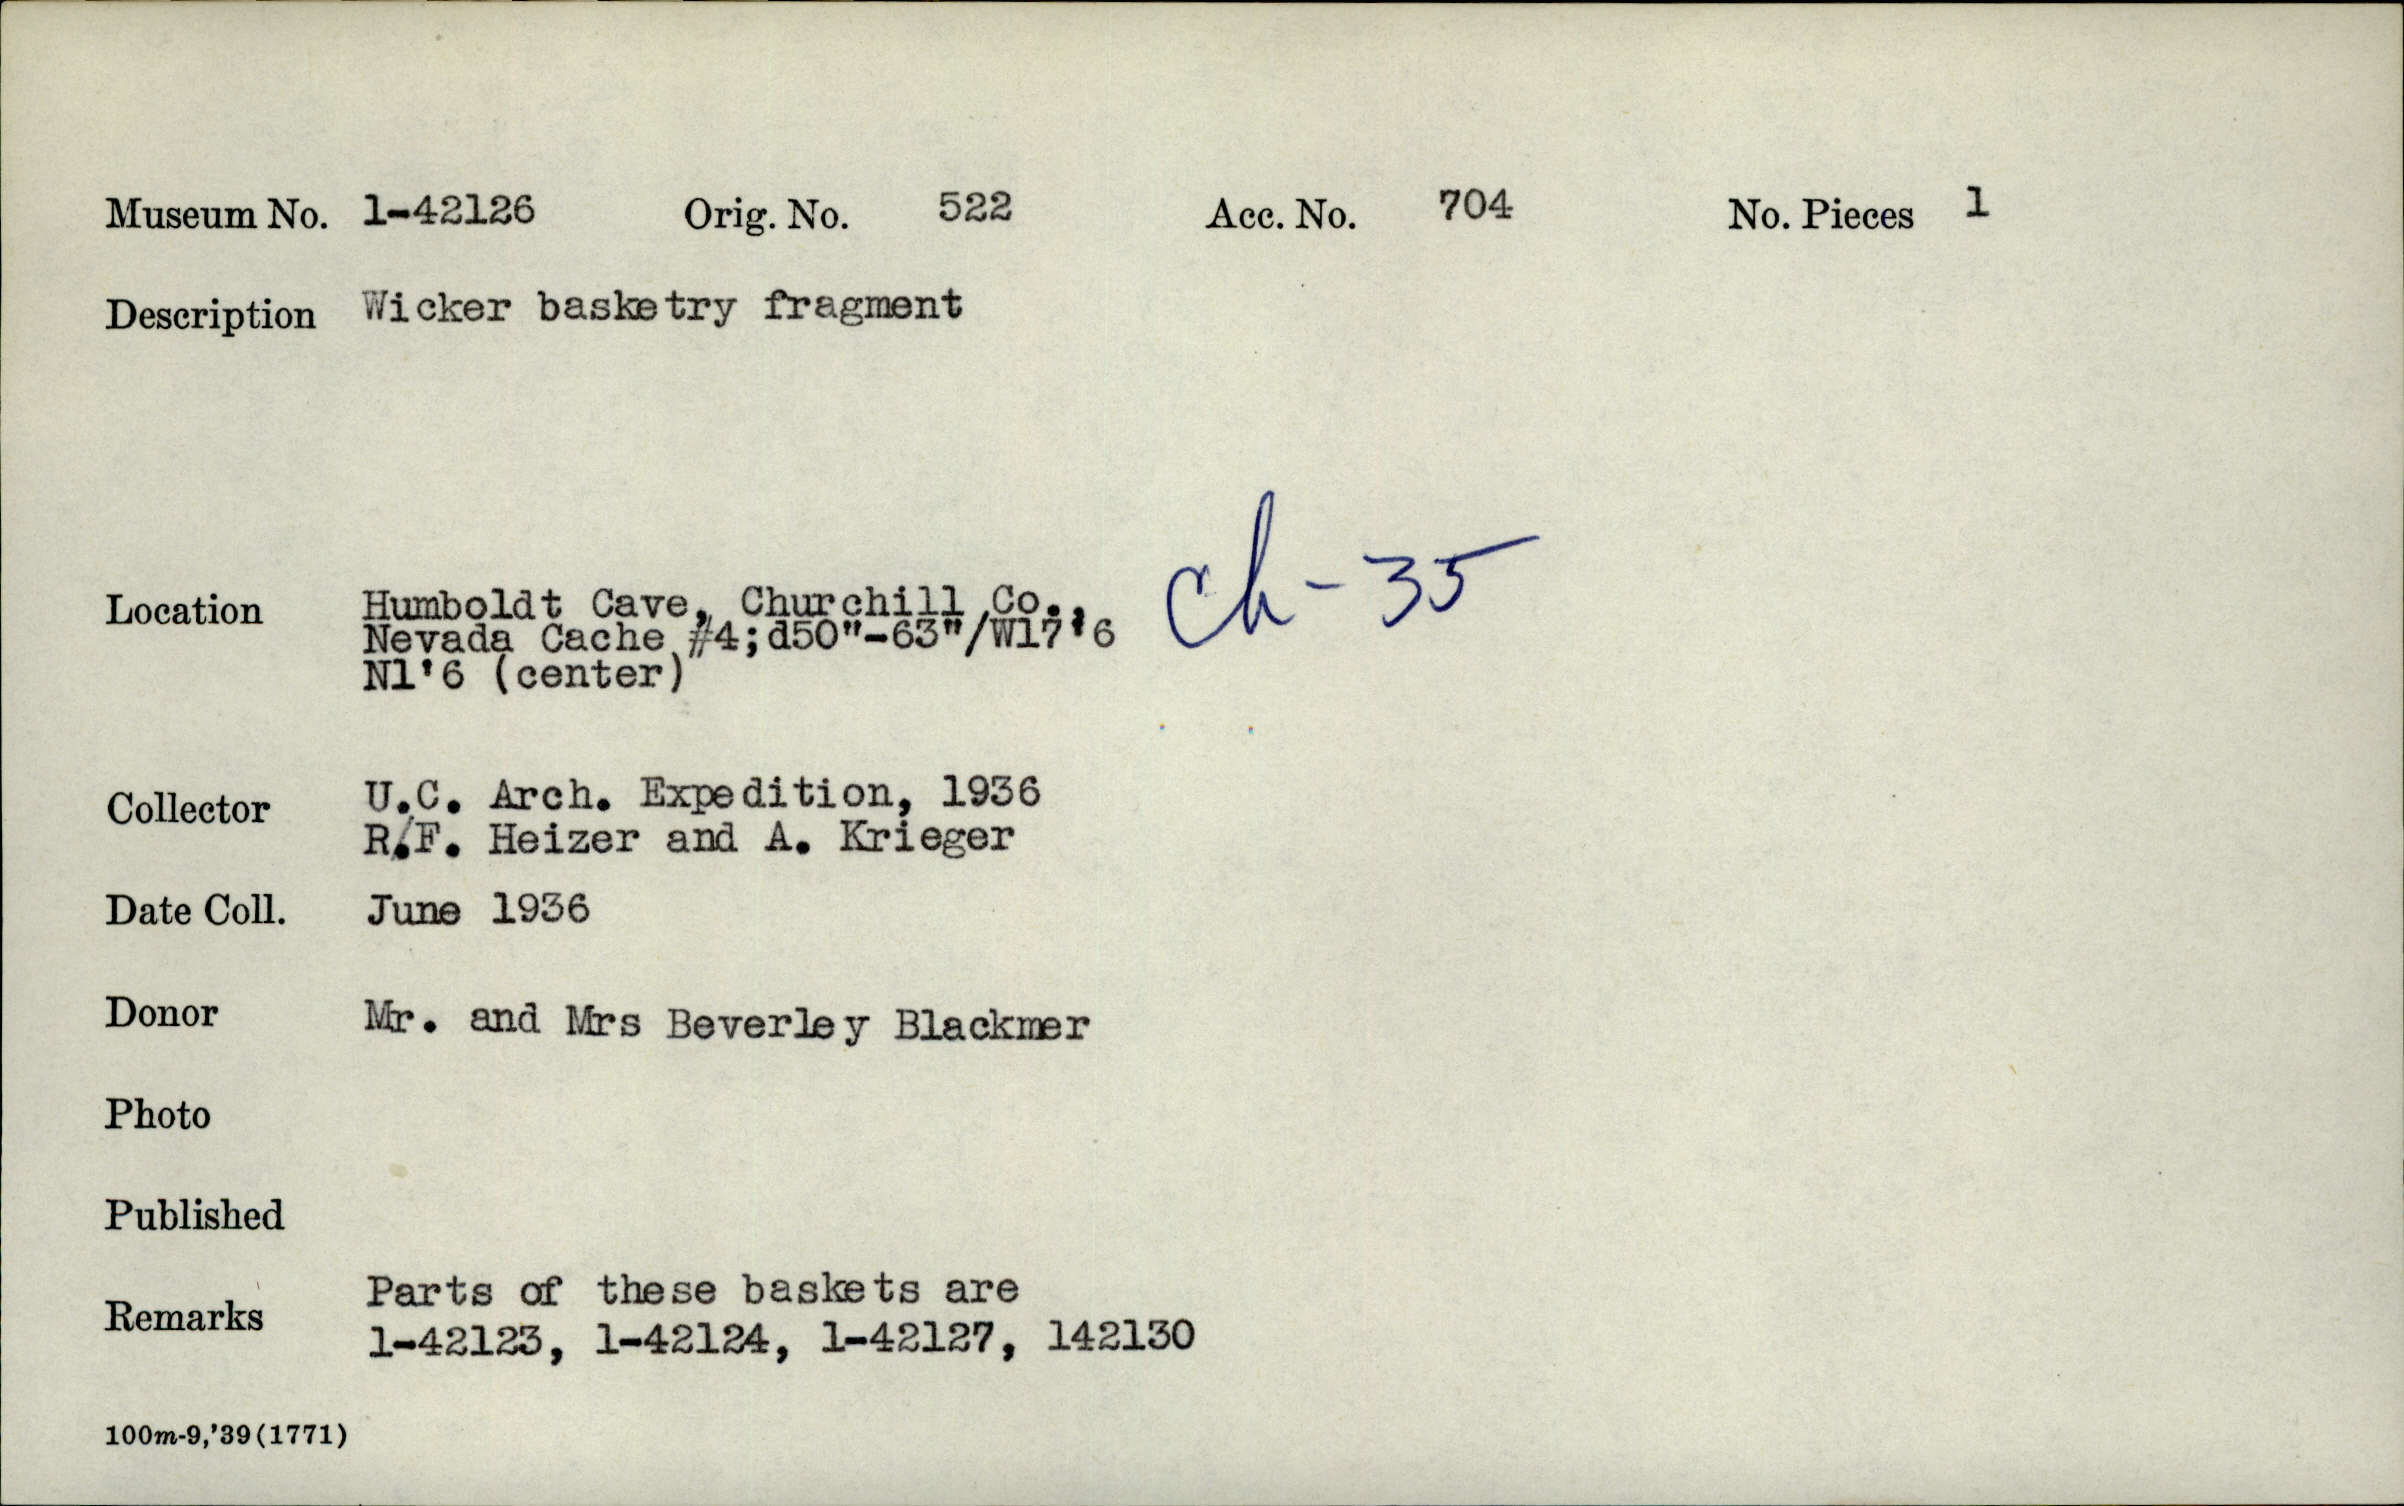 Museum No. 1-42126 Orig. No. 522 Acc. No. 704 No. Pieces 1
Description Wicker basketry fragment
Location Humboldt Cave, Churchill Co.,
Nevada Cache #4;d50"-63"/W17'6
N1'6 (center)
Ch-35
Collector U.C. Arch. Expedition, 1936
R.F. Heizer and A. Krieger
Date Coll. June 1936
Donor Mr. and Mrs Beverley Blackmer
Photo
Published
Remarks Parts of these baskets are
1-42123, 1-42124, 1-42127, 142130
100m-9,'39(1771)